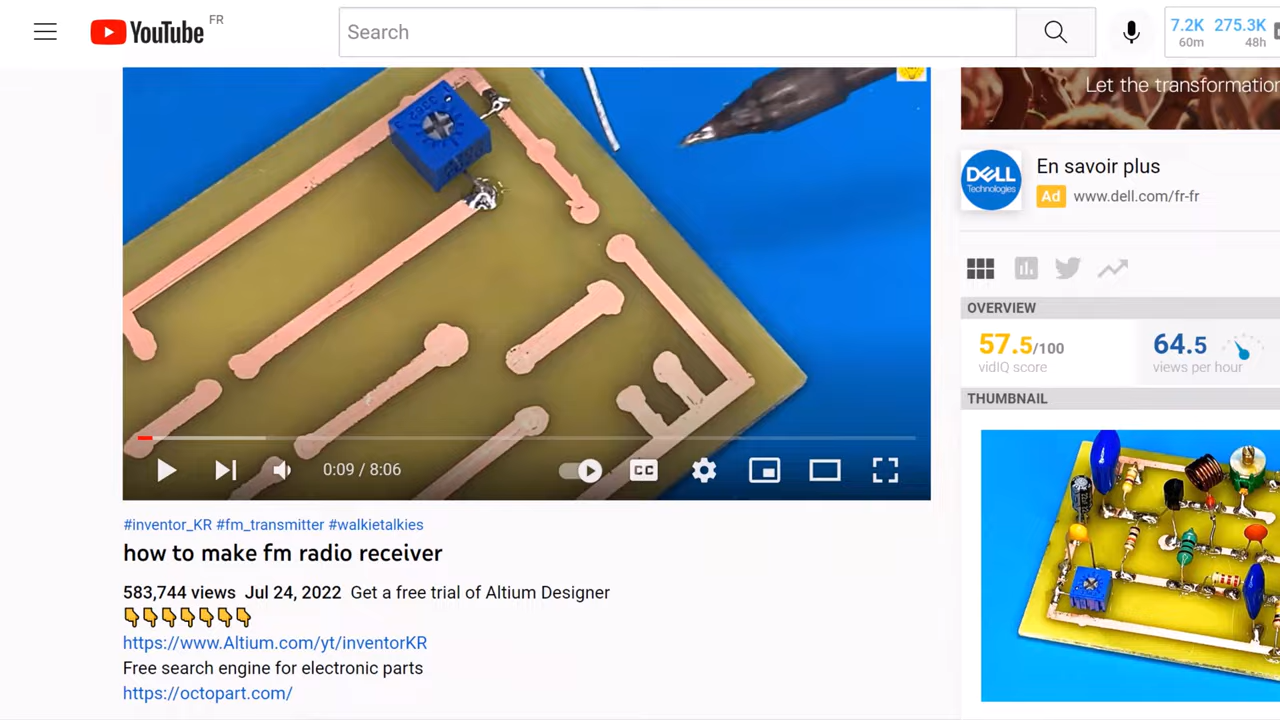 YouTube FR
Search
7.2K 275.3K
60m 48h
Let the transformation
DELL
Technologies
En savoir plus
Ad www.dell.com/fr-fr
OVERVIEW
57.5/100
vidIQ score
64.5
views per hour
THUMBNAIL
0:09 / 8:06
CC
#inventor_KR #fm_transmitter #walkietalkies
how to make fm radio receiver
583,744 views Jul 24, 2022 Get a free trial of Altium Designer
👇👇👇👇👇👇👇
https://www.Altium.com/yt/inventorKR
Free search engine for electronic parts
https://octopart.com/